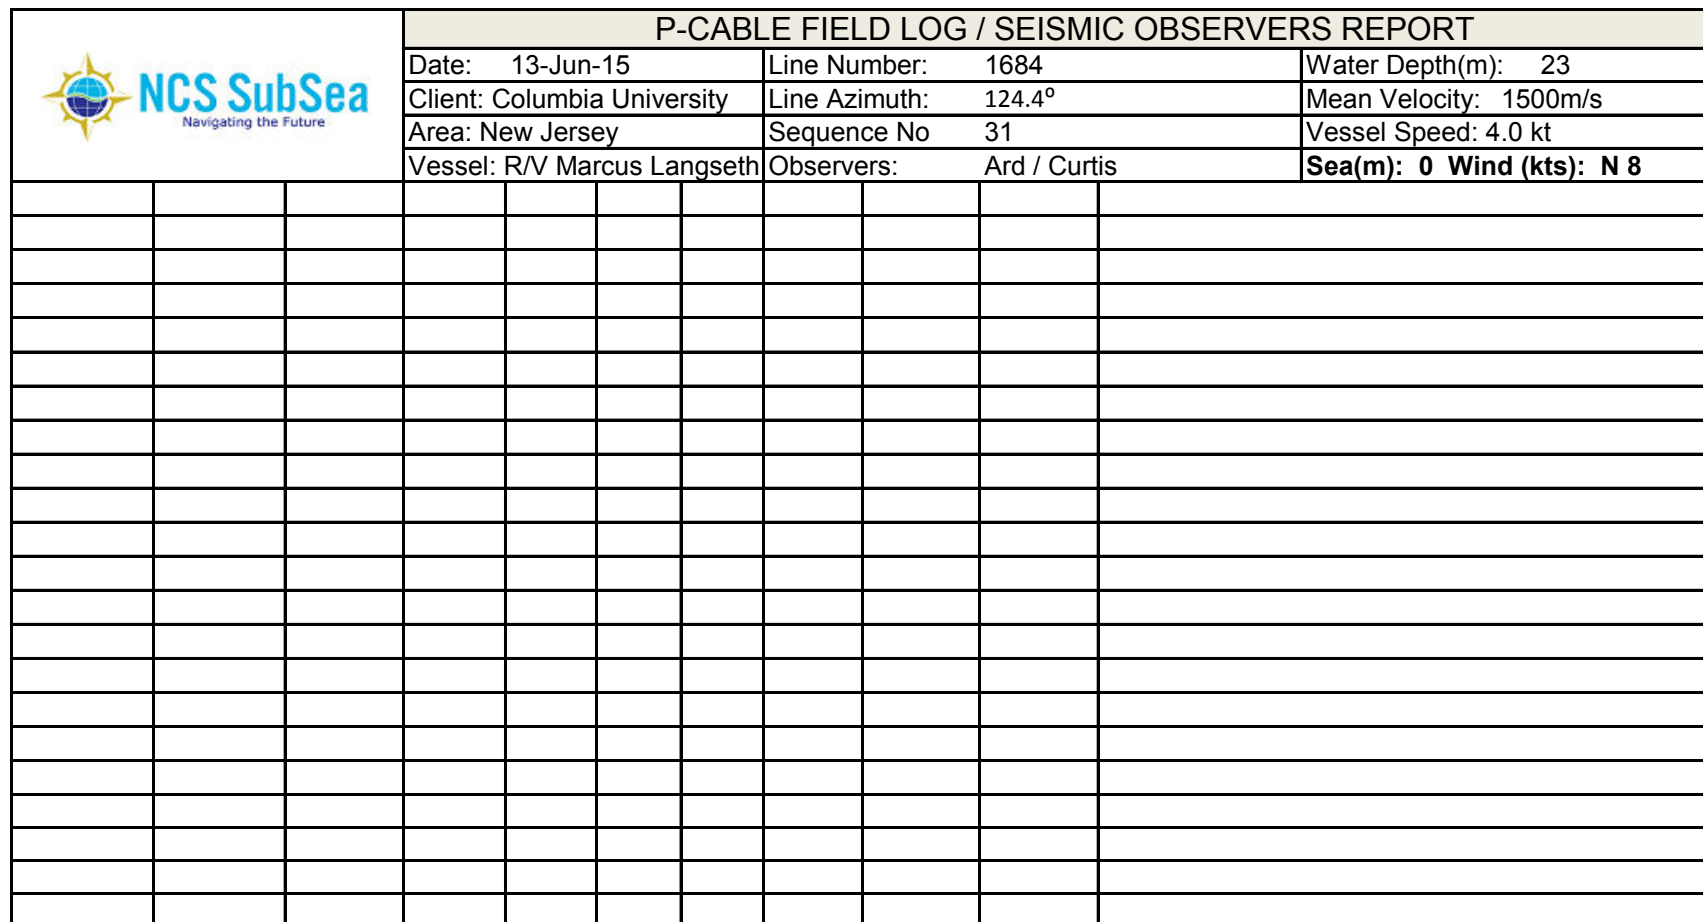 P-CABLE FIELD LOG / SEISMIC OBSERVERS REPORT
NCS SubSea
Navigating the Future
Date: 13-Jun-15 Line Number: 1684 Water Depth(m): 23
Client: Columbia University Line Azimuth: 124.4º Mean Velocity: 1500m/s
Area: New Jersey Sequence No 31 Vessel Speed: 4.0 kt
Vessel: R/V Marcus Langseth Observers: Ard / Curtis Sea(m): 0 Wind (kts): N 8